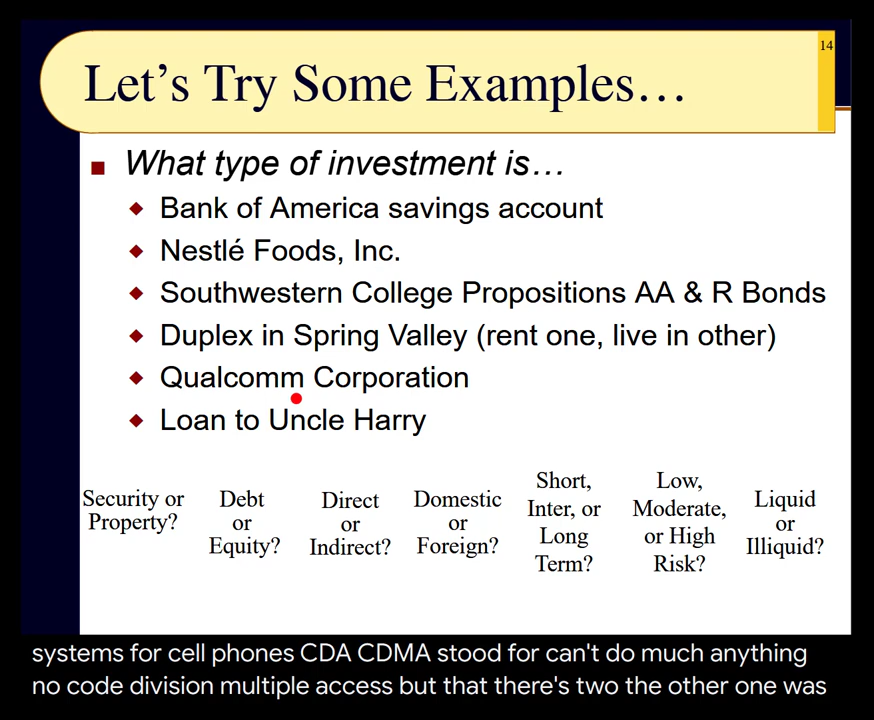 14
Let's Try Some Examples…
What type of investment is…
Bank of America savings account
Nestlé Foods, Inc.
Southwestern College Propositions AA & R Bonds
Duplex in Spring Valley (rent one, live in other)
Qualcomm Corporation
Loan to Uncle Harry
Security or
Property?
Debt
or
Equity?
Direct
or
Indirect?
Domestic
or
Foreign?
Short,
Inter, or
Long
Term?
Low,
Moderate,
or High
Risk?
Liquid
or
Illiquid?
systems for cell phones CDA CDMA stood for can't do much anything
no code division multiple access but that there's two the other one was